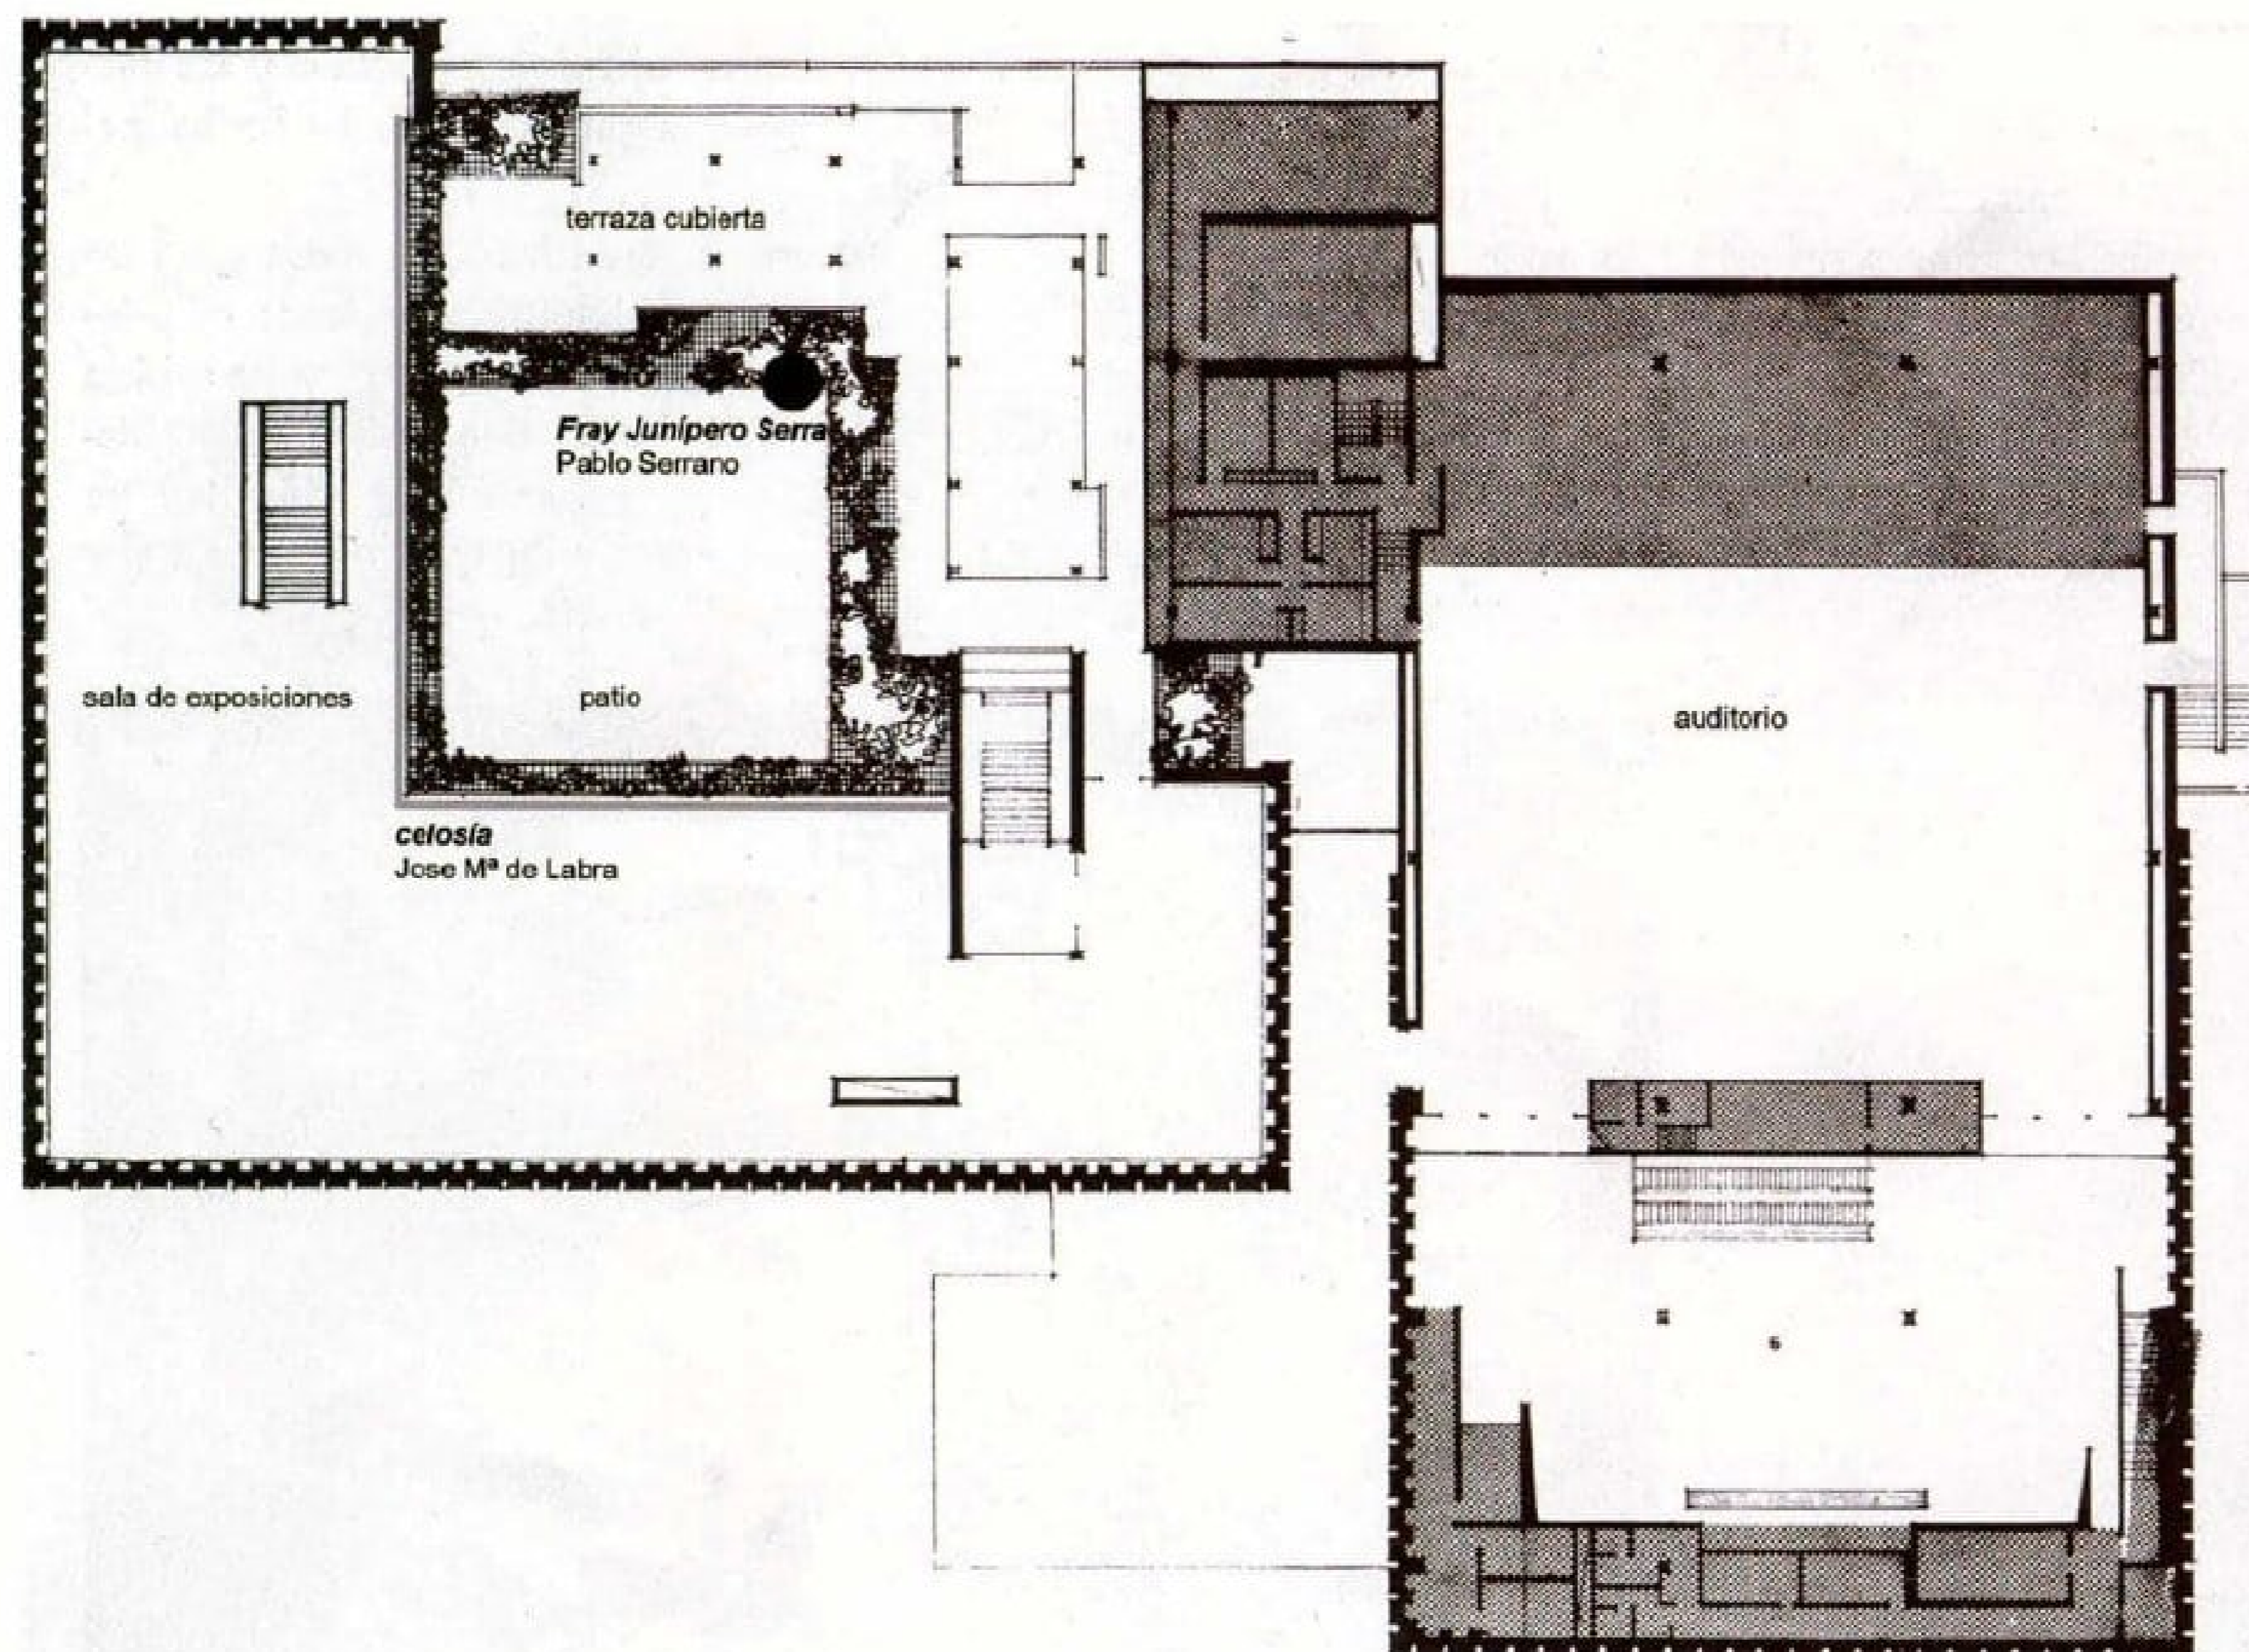 terraza cubierta
Fray Junípero Serra
Pablo Serrano
sala de exposiciones
patio
auditorio
celosía
Jose Mª de Labra